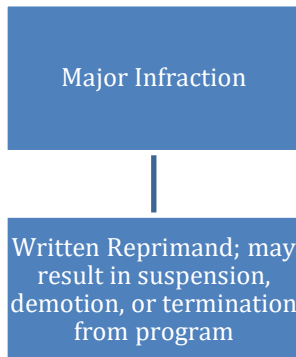 Major Infraction
Written Reprimand; may
result in suspension,
demotion, or termination
from program